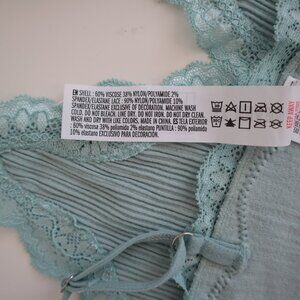 EN SHELL : 60% VISCOSE 38% NYLON/POLYAMIDE 2%
SPANDEX/ELASTANE LACE : 90% NYLON/POLYAMIDE 10%
SPANDEX/ELASTANE EXCLUSIVE OF DECORATION. MACHINE WASH
COLD. DO NOT BLEACH. LINE DRY. DO NOT IRON. DO NOT DRY CLEAN.
WASH AND DRY WITH LIKE COLORS. MADE IN CHINA. ES TELA EXTERIOR
: 60% viscosa 38% poliamida 2% elastano PUNTILLA : 90% poliamida
10% elastano EXCLUSIVO PARA DECORACIÓN.
KEEP AWAY